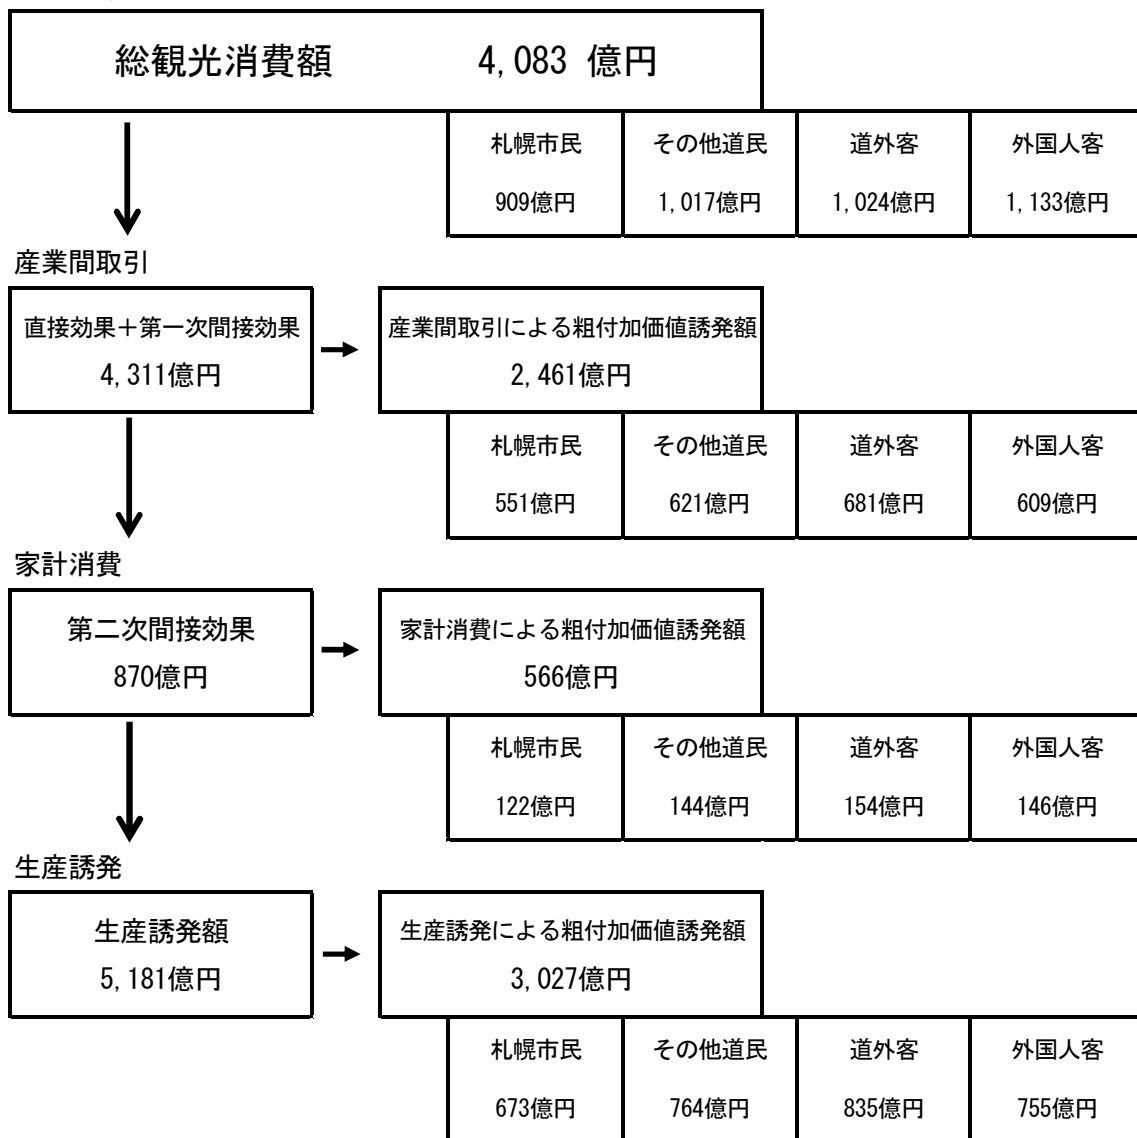 総観光消費額 4,083 億円
札幌市民 その他道民 道外客 外国人客
909億円 1,017億円 1,024億円 1,133億円
産業間取引
直接効果＋第一次間接効果 産業間取引による粗付加価値誘発額
4,311億円 2,461億円
札幌市民 その他道民 道外客 外国人客
551億円 621億円 681億円 609億円
家計消費
第二次間接効果 家計消費による粗付加価値誘発額
870億円 566億円
札幌市民 その他道民 道外客 外国人客
122億円 144億円 154億円 146億円
生産誘発
生産誘発額 生産誘発による粗付加価値誘発額
5,181億円 3,027億円
札幌市民 その他道民 道外客 外国人客
673億円 764億円 835億円 755億円